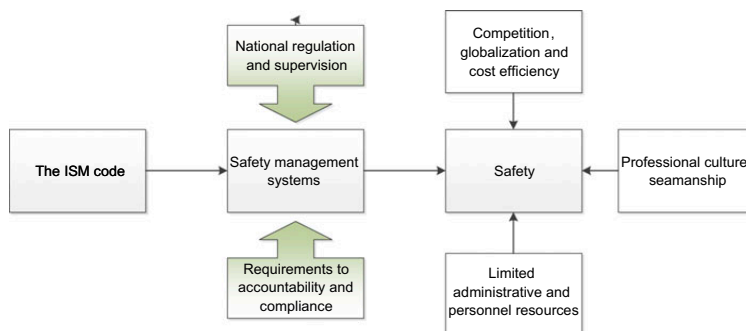 National regulation
and supervision
Competition,
globalization and
cost efficiency
The ISM code
Safety management
systems
Safety
Professional culture
seamanship
Requirements to
accountability and
compliance
Limited
administrative and
personnel resources